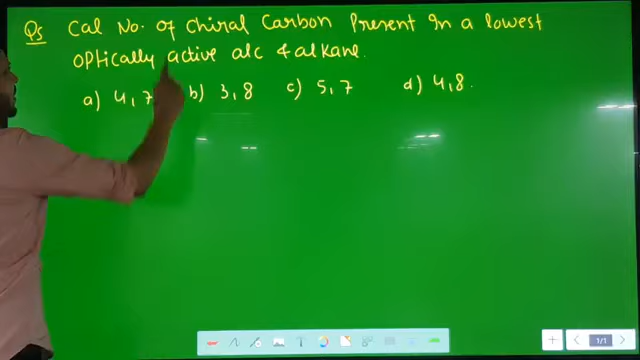 Qs Cal No. of Chiral Carbon Present in a lowest
optically active alc & alkane.
a) 4, 7 b) 3, 8 c) 5, 7 d) 4, 8.
1/1